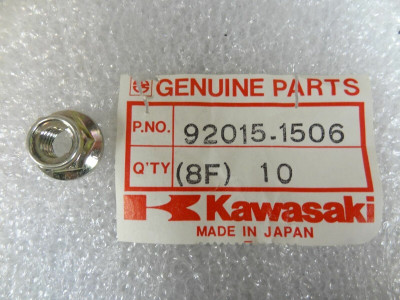 GENUINE PARTS
P.NO. 92015-1506
Q'TY (8F) 10
Kawasaki
MADE IN JAPAN